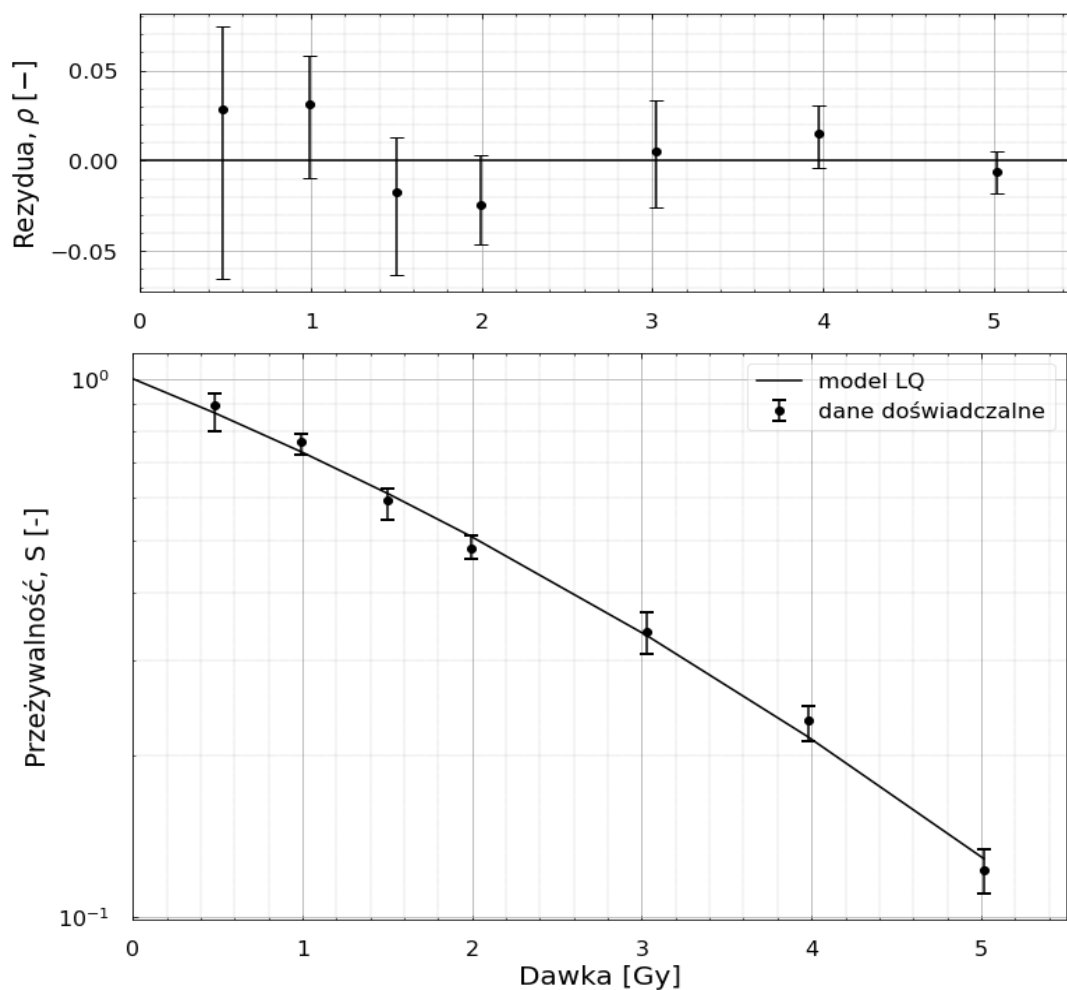 Rezydua, ρ [−]
0.05
0.00
−0.05
0 1 2 3 4 5
Przeżywalność, S [-]
10⁰
10⁻¹
model LQ
dane doświadczalne
0 1 2 3 4 5
Dawka [Gy]